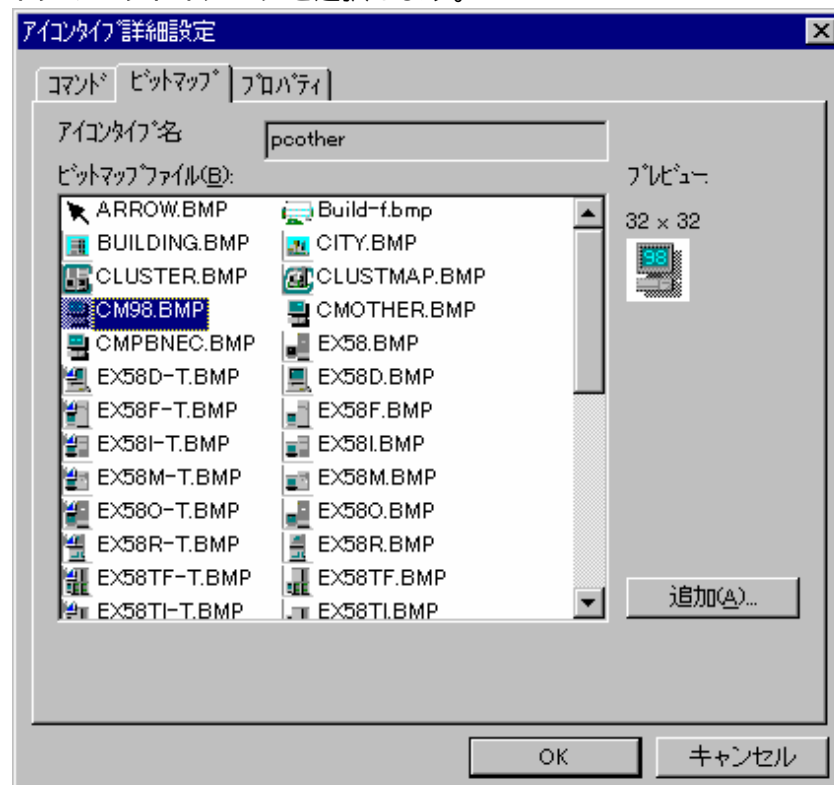 アイコンタイプ詳細設定
コマンド ビットマップ プロパティ
アイコンタイプ名 pcother
ビットマップファイル(B): プレビュー:
ARROW.BMP Build-f.bmp
32 × 32
BUILDING.BMP CITY.BMP
98
CLUSTER.BMP CLUSTMAP.BMP
CM98.BMP CMOTHER.BMP
CMPBNEC.BMP EX58.BMP
EX58D-T.BMP EX58D.BMP
EX58F-T.BMP EX58F.BMP
EX58I-T.BMP EX58I.BMP
EX58M-T.BMP EX58M.BMP
EX58O-T.BMP EX58O.BMP
EX58R-T.BMP EX58R.BMP
EX58TF-T.BMP EX58TF.BMP
EX58TI-T.BMP EX58TI.BMP
追加(A)...
OK キャンセル